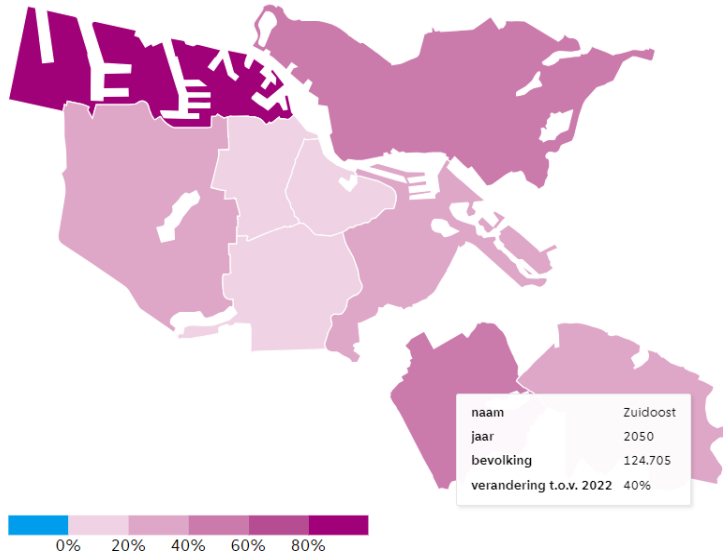 naam Zuidoost
jaar 2050
bevolking 124.705
verandering t.o.v. 2022 40%
0% 20% 40% 60% 80%